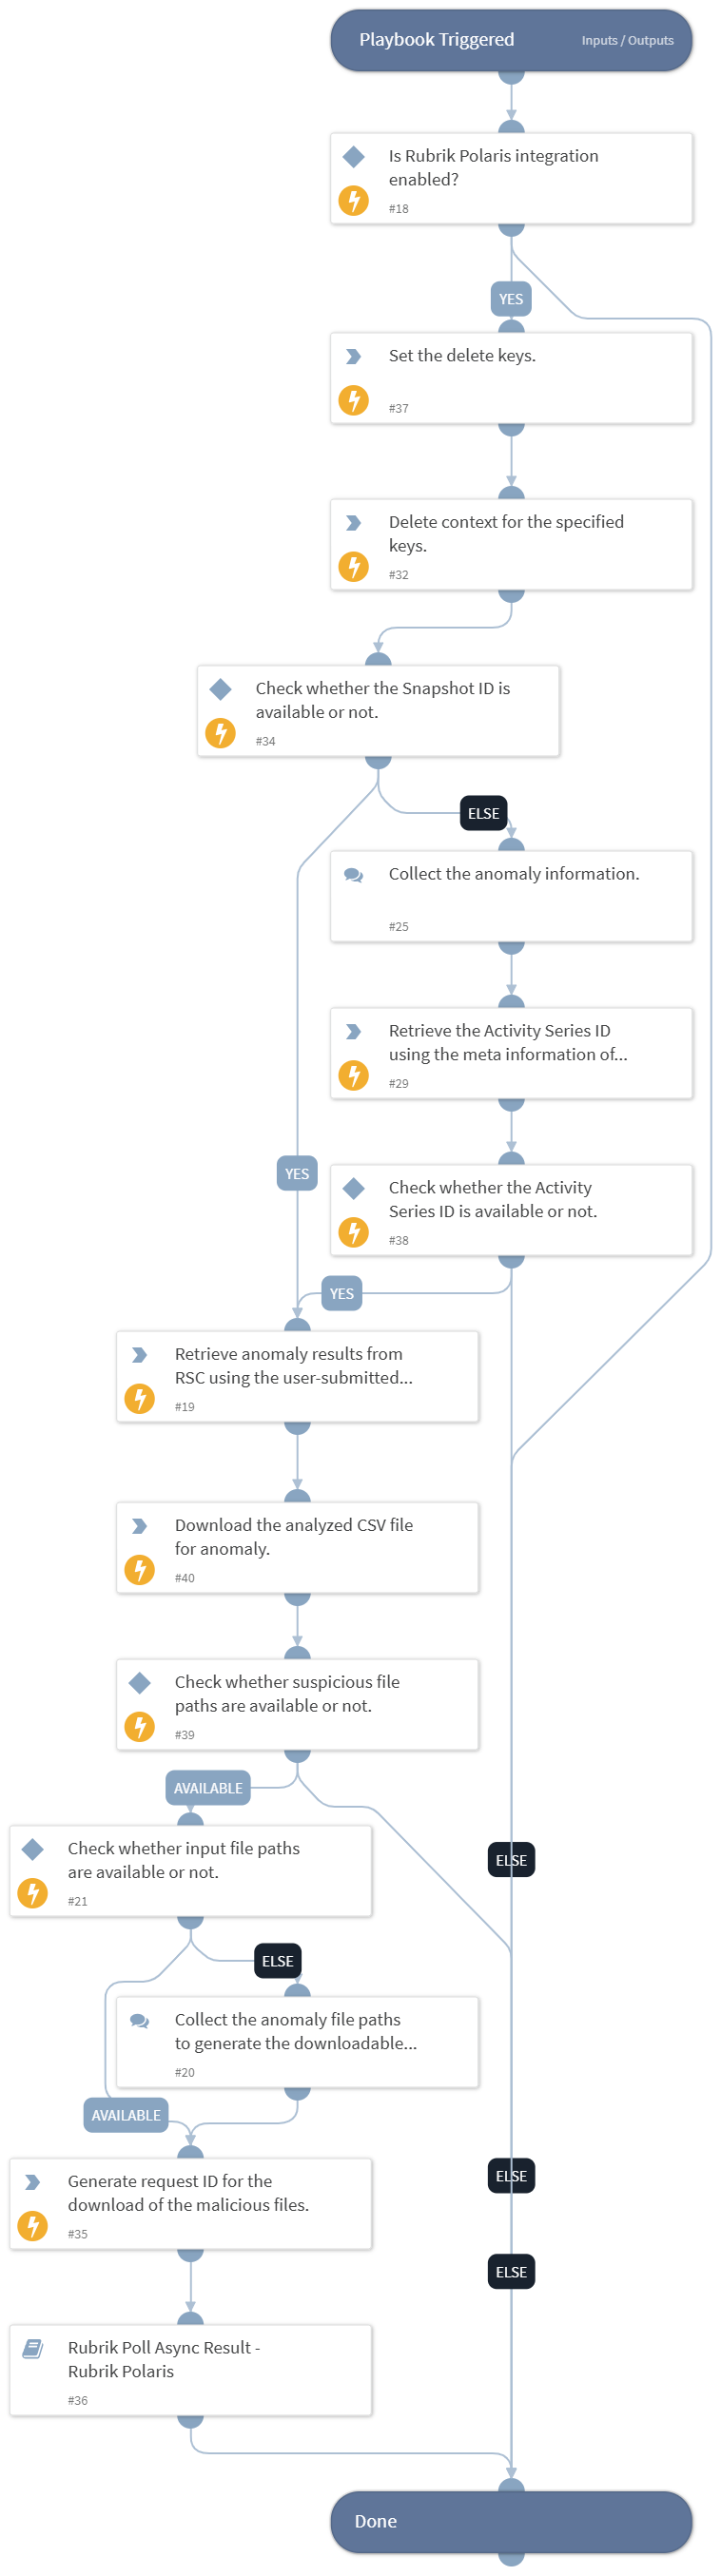 Playbook Triggered
Inputs / Outputs
Is Rubrik Polaris integration
enabled?
#18
YES
Set the delete keys.
#37
Delete context for the specified
keys.
#32
Check whether the Snapshot ID is
available or not.
#34
ELSE
Collect the anomaly information.
#25
Retrieve the Activity Series ID
using the meta information of...
#29
YES
Check whether the Activity
Series ID is available or not.
#38
YES
Retrieve anomaly results from
RSC using the user-submitted...
#19
Download the analyzed CSV file
for anomaly.
#40
Check whether suspicious file
paths are available or not.
#39
AVAILABLE
Check whether input file paths
are available or not.
#21
ELSE
ELSE
Collect the anomaly file paths
to generate the downloadable...
#20
AVAILABLE
Generate request ID for the
download of the malicious files.
#35
ELSE
ELSE
Rubrik Poll Async Result -
Rubrik Polaris
#36
Done